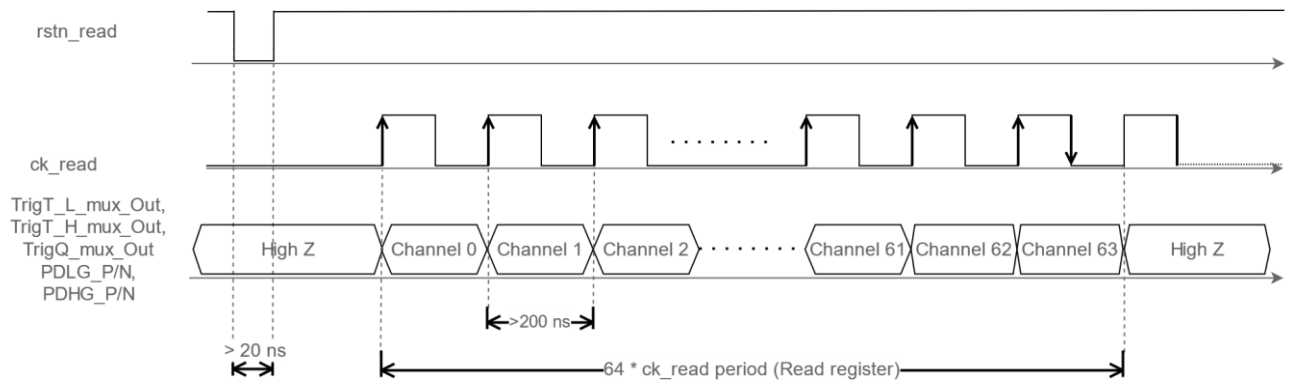 rstn_read
ck_read
. . . . . . . .
TrigT_L_mux_Out,
TrigT_H_mux_Out,
TrigQ_mux_Out
PDLG_P/N,
PDHG_P/N
High Z
Channel 0
Channel 1
Channel 2
. . . . . . . .
Channel 61
Channel 62
Channel 63
High Z
>200 ns
> 20 ns
64 * ck_read period (Read register)